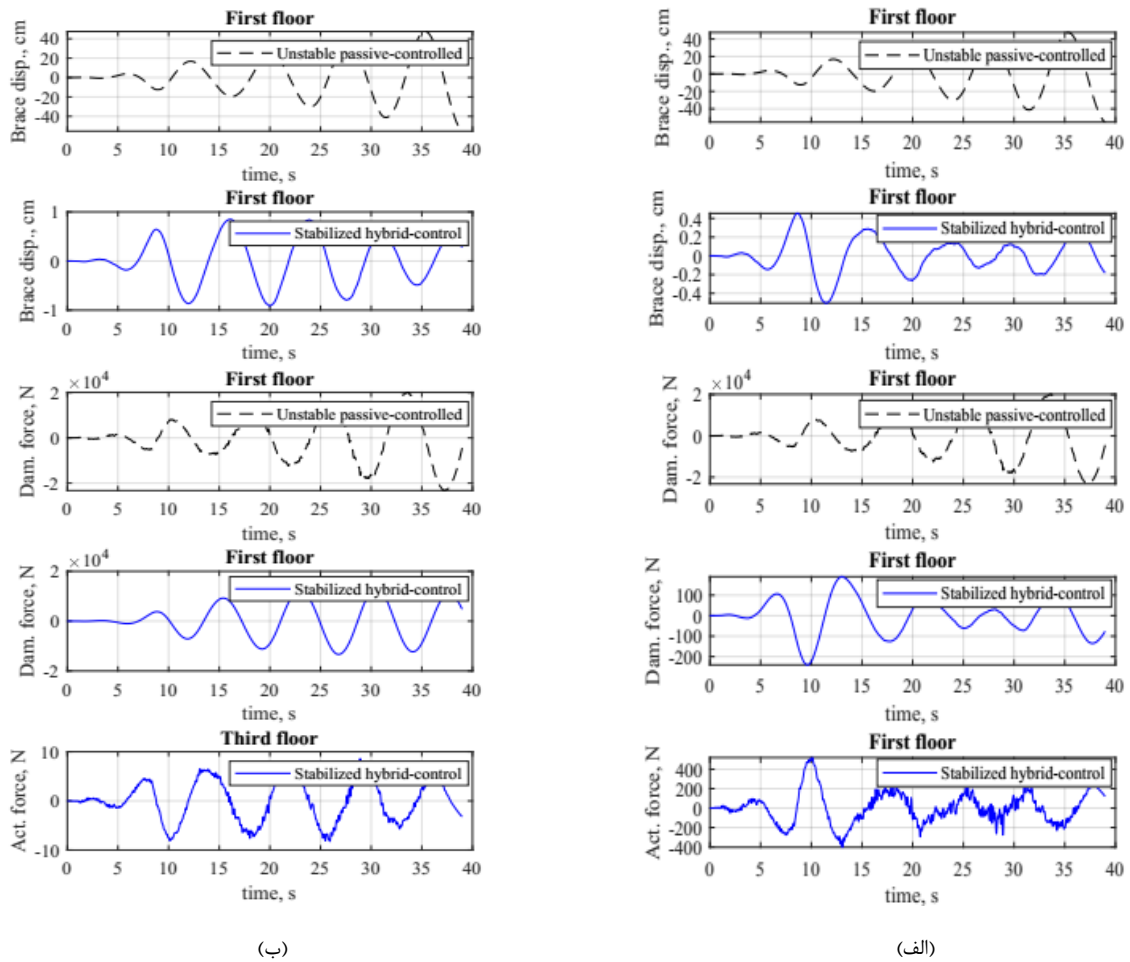 First floor
Brace disp., cm
40
20
0
-20
-40
Unstable passive-controlled
0 5 10 15 20 25 30 35 40
time, s
First floor
Brace disp., cm
1
0
-1
Stabilized hybrid-control
0 5 10 15 20 25 30 35 40
time, s
First floor
×10⁴
Dam. force, N
2
0
-2
Unstable passive-controlled
0 5 10 15 20 25 30 35 40
time, s
First floor
×10⁴
Dam. force, N
2
0
-2
Stabilized hybrid-control
0 5 10 15 20 25 30 35 40
time, s
Third floor
Act. force, N
10
0
-10
Stabilized hybrid-control
0 5 10 15 20 25 30 35 40
time, s
(ب)
First floor
Brace disp., cm
40
20
0
-20
-40
Unstable passive-controlled
0 5 10 15 20 25 30 35 40
time, s
First floor
Brace disp., cm
0.4
0.2
0
-0.2
-0.4
Stabilized hybrid-control
0 5 10 15 20 25 30 35 40
time, s
First floor
×10⁴
Dam. force, N
2
0
-2
Unstable passive-controlled
0 5 10 15 20 25 30 35 40
time, s
First floor
Dam. force, N
100
0
-100
-200
Stabilized hybrid-control
0 5 10 15 20 25 30 35 40
time, s
First floor
Act. force, N
400
200
0
-200
-400
Stabilized hybrid-control
0 5 10 15 20 25 30 35 40
time, s
(الف)